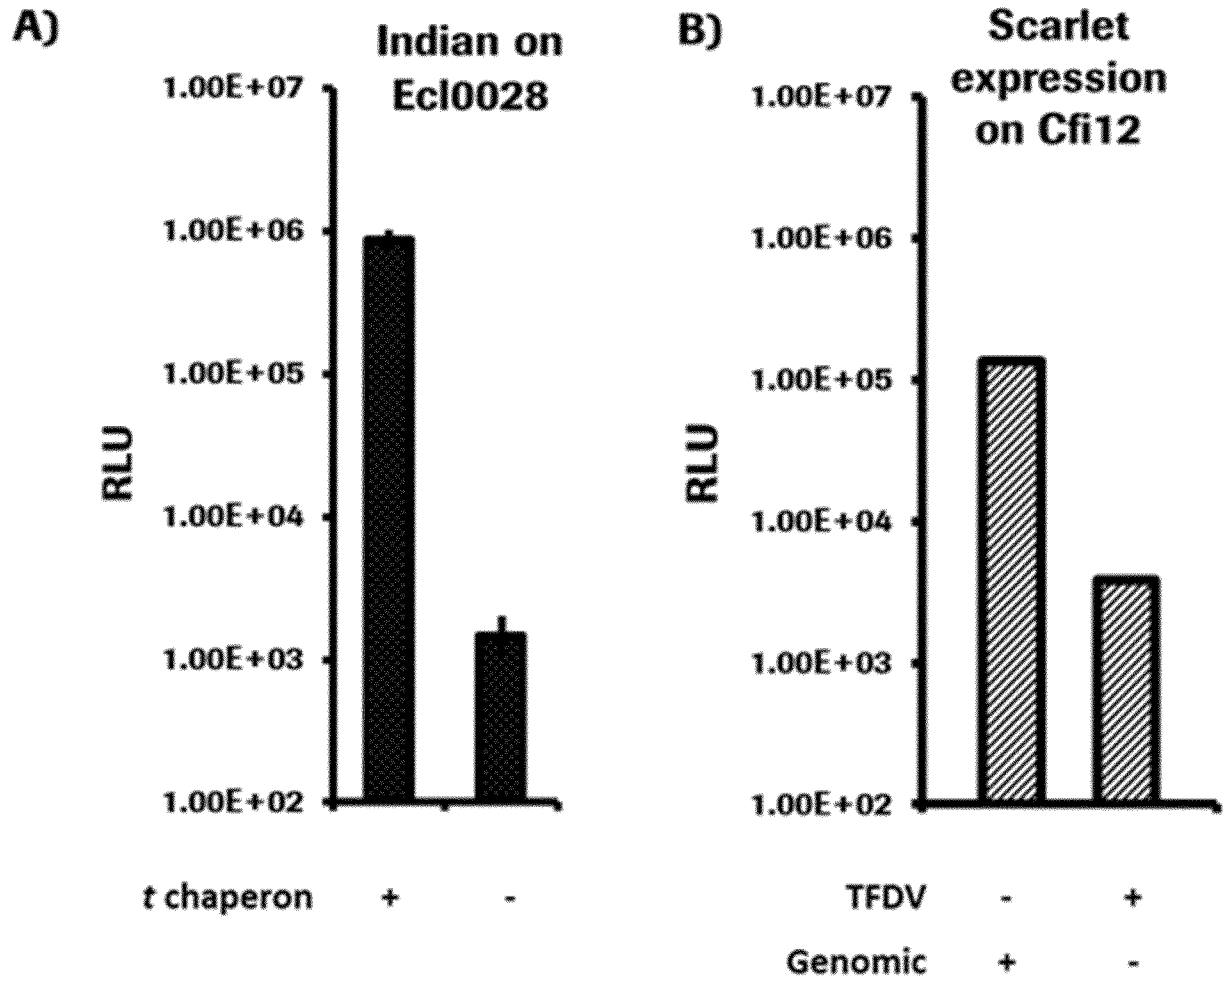 A)
Indian on
Ecl0028
1.00E+07
1.00E+06
1.00E+05
1.00E+04
1.00E+03
1.00E+02
RLU
t chaperon + -
B)
Scarlet
expression
on Cfi12
1.00E+07
1.00E+06
1.00E+05
1.00E+04
1.00E+03
1.00E+02
RLU
TFDV - +
Genomic + -